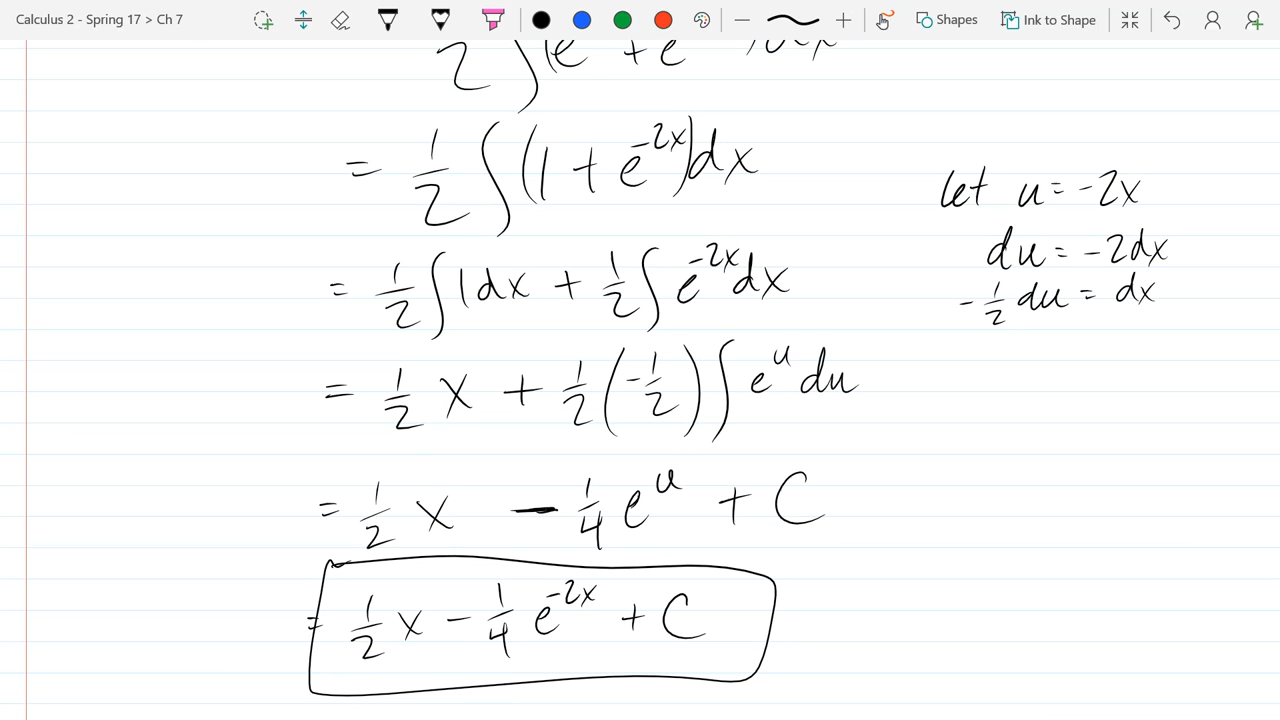 Calculus 2 - Spring 17 > Ch 7
Shapes
Ink to Shape
1/2 ∫(e + e
= 1/2 ∫(1 + e^-2x)dx
let u = -2x
du = -2dx
-1/2 du = dx
= 1/2 ∫1dx + 1/2 ∫e^-2x dx
= 1/2 x + 1/2 (-1/2) ∫e^u du
= 1/2 x - 1/4 e^u + C
= 1/2 x - 1/4 e^-2x + C